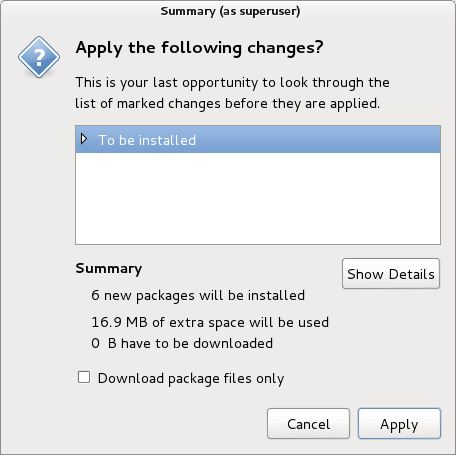 Summary (as superuser)
Apply the following changes?
This is your last opportunity to look through the
list of marked changes before they are applied.
To be installed
Summary
Show Details
6 new packages will be installed
16.9 MB of extra space will be used
0  B have to be downloaded
Download package files only
Cancel
Apply